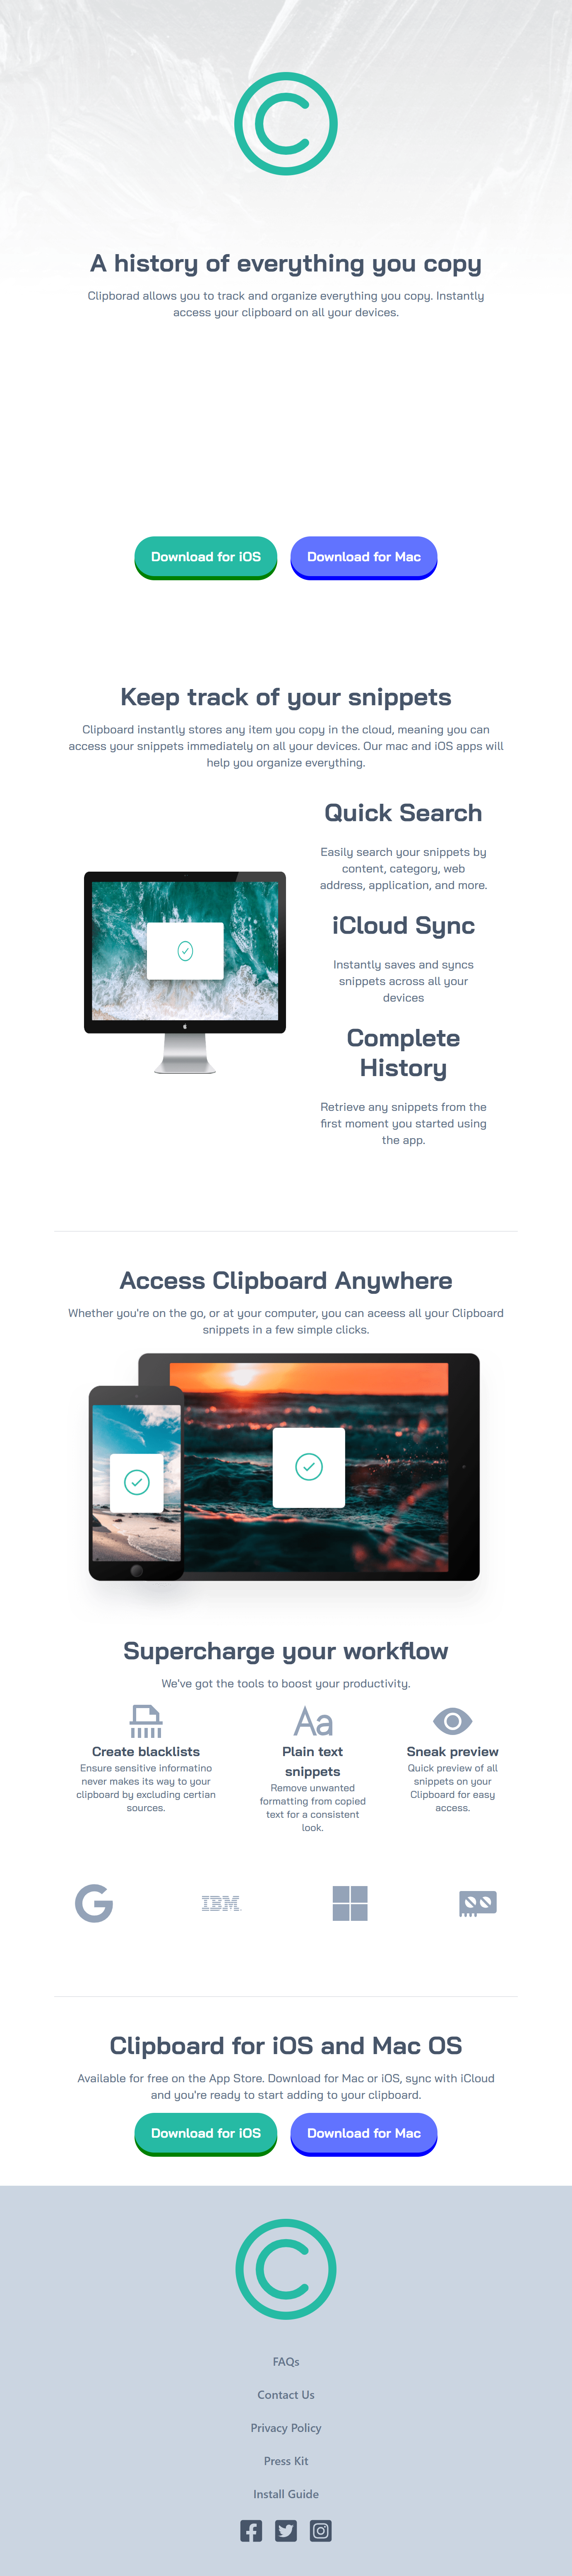 A history of everything you copy
Clipborad allows you to track and organize everything you copy. Instantly
access your clipboard on all your devices.
Download for iOS
Download for Mac
Keep track of your snippets
Clipboard instantly stores any item you copy in the cloud, meaning you can
access your snippets immediately on all your devices. Our mac and iOS apps will
help you organize everything.
Quick Search
Easily search your snippets by
content, category, web
address, application, and more.
iCloud Sync
Instantly saves and syncs
snippets across all your
devices
Complete
History
Retrieve any snippets from the
first moment you started using
the app.
Access Clipboard Anywhere
Whether you're on the go, or at your computer, you can aceess all your Clipboard
snippets in a few simple clicks.
Supercharge your workflow
We've got the tools to boost your productivity.
Create blacklists
Ensure sensitive informatino
never makes its way to your
clipboard by excluding certian
sources.
Aa
Plain text
snippets
Remove unwanted
formatting from copied
text for a consistent
look.
Sneak preview
Quick preview of all
snippets on your
Clipboard for easy
access.
G
IBM
Clipboard for iOS and Mac OS
Available for free on the App Store. Download for Mac or iOS, sync with iCloud
and you're ready to start adding to your clipboard.
Download for iOS
Download for Mac
FAQs
Contact Us
Privacy Policy
Press Kit
Install Guide